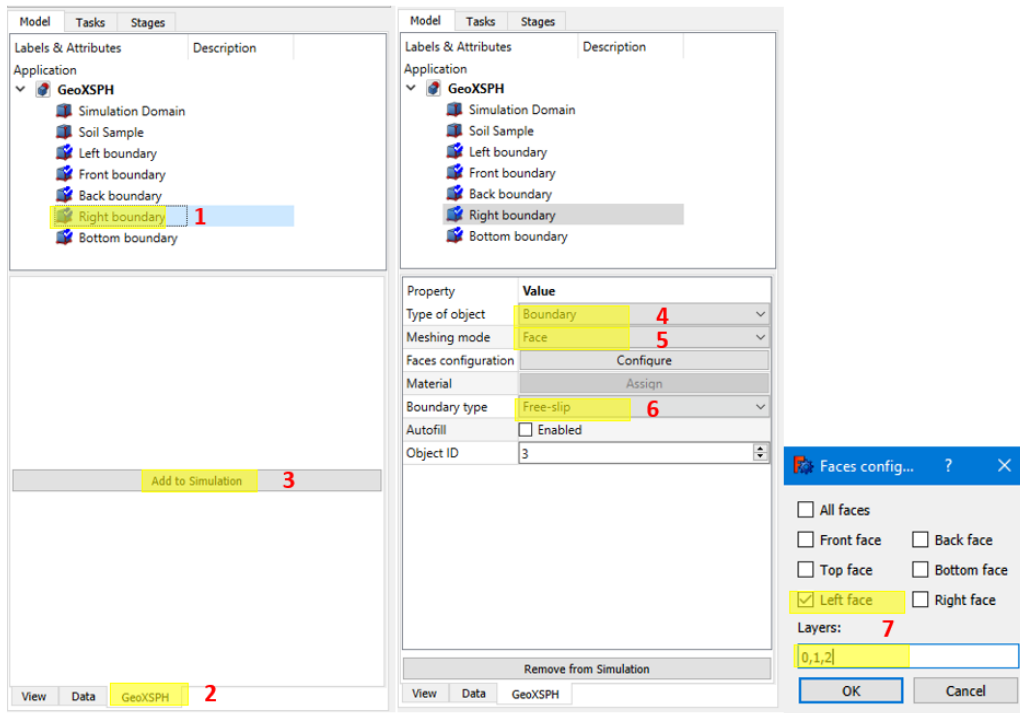 Model Tasks Stages
Labels & Attributes Description
Application
GeoXSPH
Simulation Domain
Soil Sample
Left boundary
Front boundary
Back boundary
Right boundary 1
Bottom boundary
Add to Simulation 3
View Data GeoXSPH 2
Model Tasks Stages
Labels & Attributes Description
Application
GeoXSPH
Simulation Domain
Soil Sample
Left boundary
Front boundary
Back boundary
Right boundary
Bottom boundary
Property Value
Type of object Boundary 4
Meshing mode Face 5
Faces configuration Configure
Material Assign
Boundary type Free-slip 6
Autofill Enabled
Object ID 3
Remove from Simulation
View Data GeoXSPH
Faces config... ? X
All faces
Front face Back face
Top face Bottom face
Left face Right face
Layers: 7
0,1,2
OK Cancel